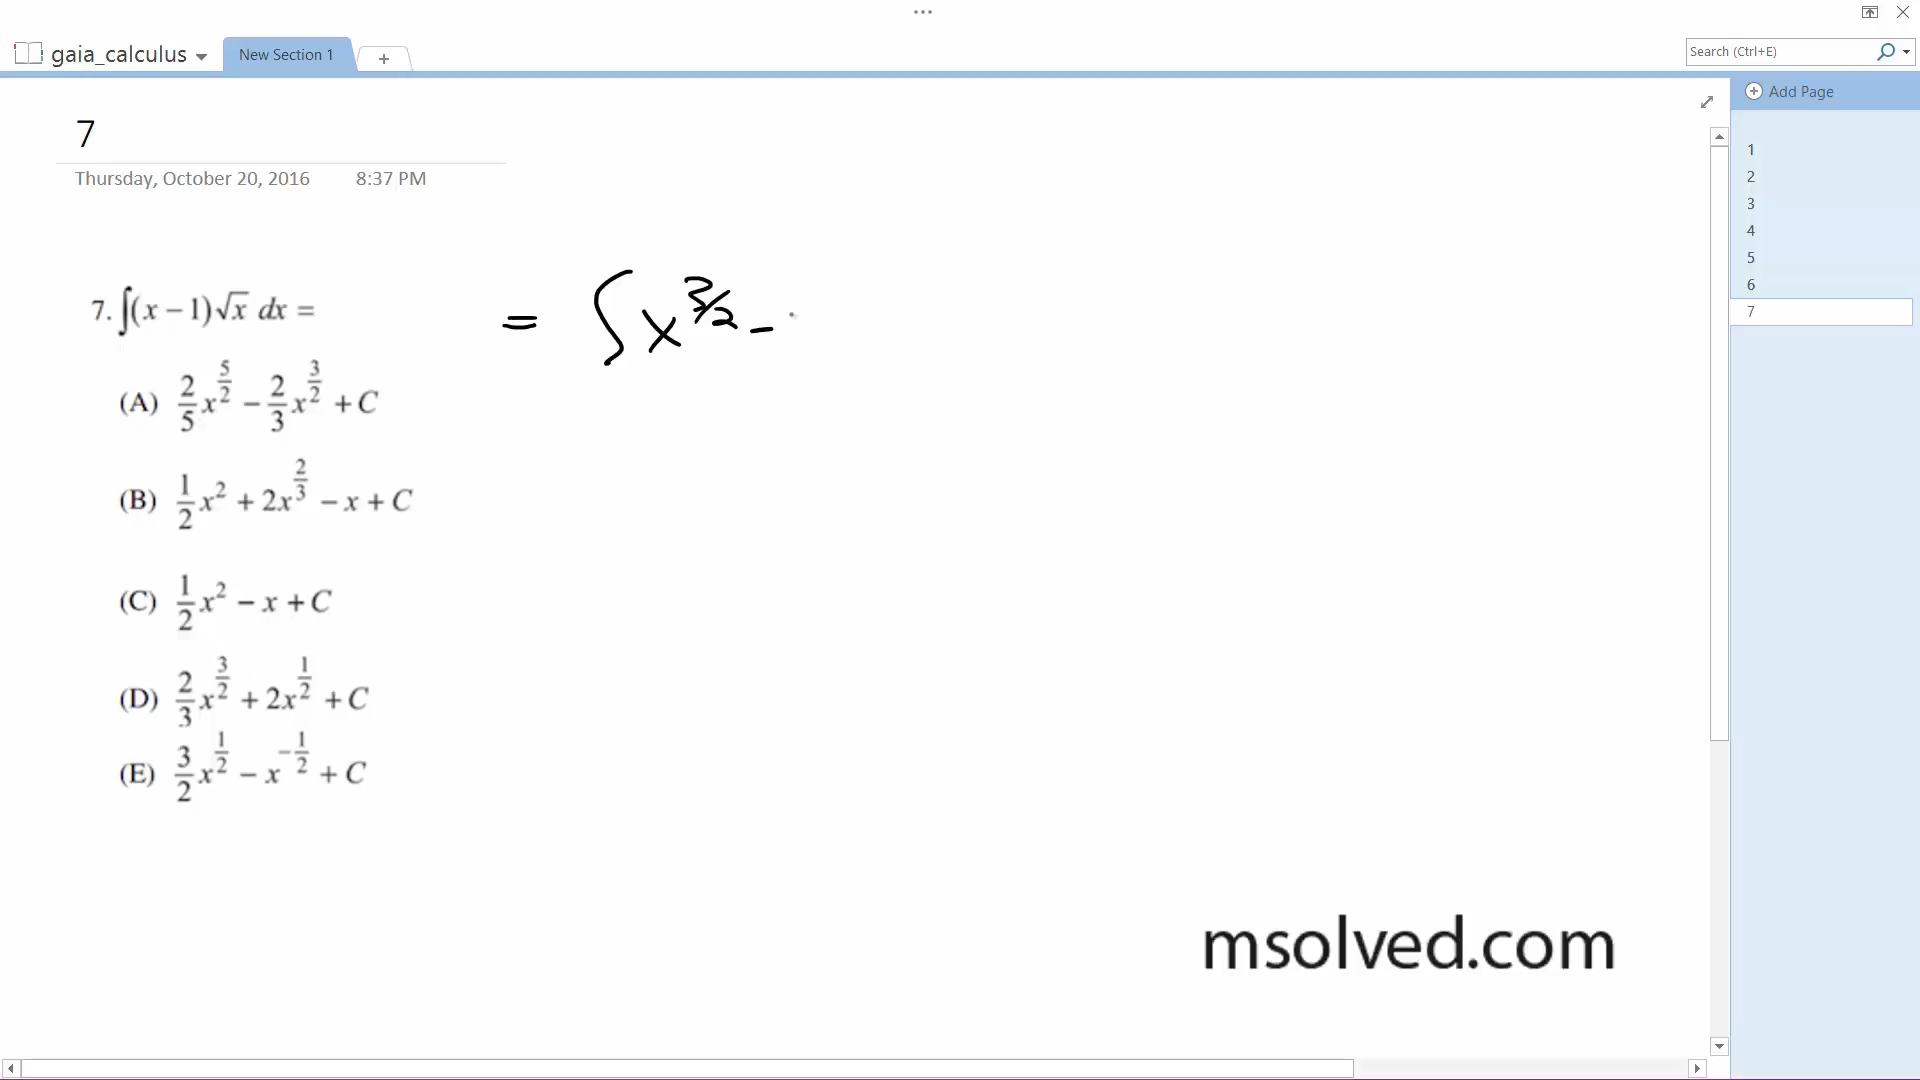 ...
gaia_calculus New Section 1 +
Search (Ctrl+E)
Add Page
7
Thursday, October 20, 2016 8:37 PM
1
2
3
4
5
6
7
7. ∫(x − 1)√x dx =
= ∫ x^3/2 −
(A) 2/5 x^5/2 − 2/3 x^3/2 + C
(B) 1/2 x² + 2x^2/3 − x + C
(C) 1/2 x² − x + C
(D) 2/3 x^3/2 + 2x^1/2 + C
(E) 3/2 x^1/2 − x^−1/2 + C
msolved.com